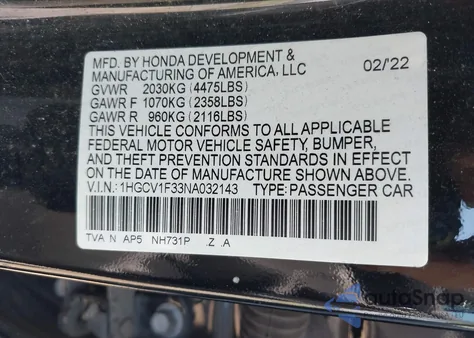 MFD. BY HONDA DEVELOPMENT &
MANUFACTURING OF AMERICA, LLC 02/'22
GVWR 2030KG (4475LBS)
GAWR F 1070KG (2358LBS)
GAWR R 960KG (2116LBS)
THIS VEHICLE CONFORMS TO ALL APPLICABLE
FEDERAL MOTOR VEHICLE SAFETY, BUMPER,
AND THEFT PREVENTION STANDARDS IN EFFECT
ON THE DATE OF MANUFACTURE SHOWN ABOVE.
V.I.N.: 1HGCV1F33NA032143 TYPE: PASSENGER CAR
TVA N AP5 NH731P .Z .A
autoSnap